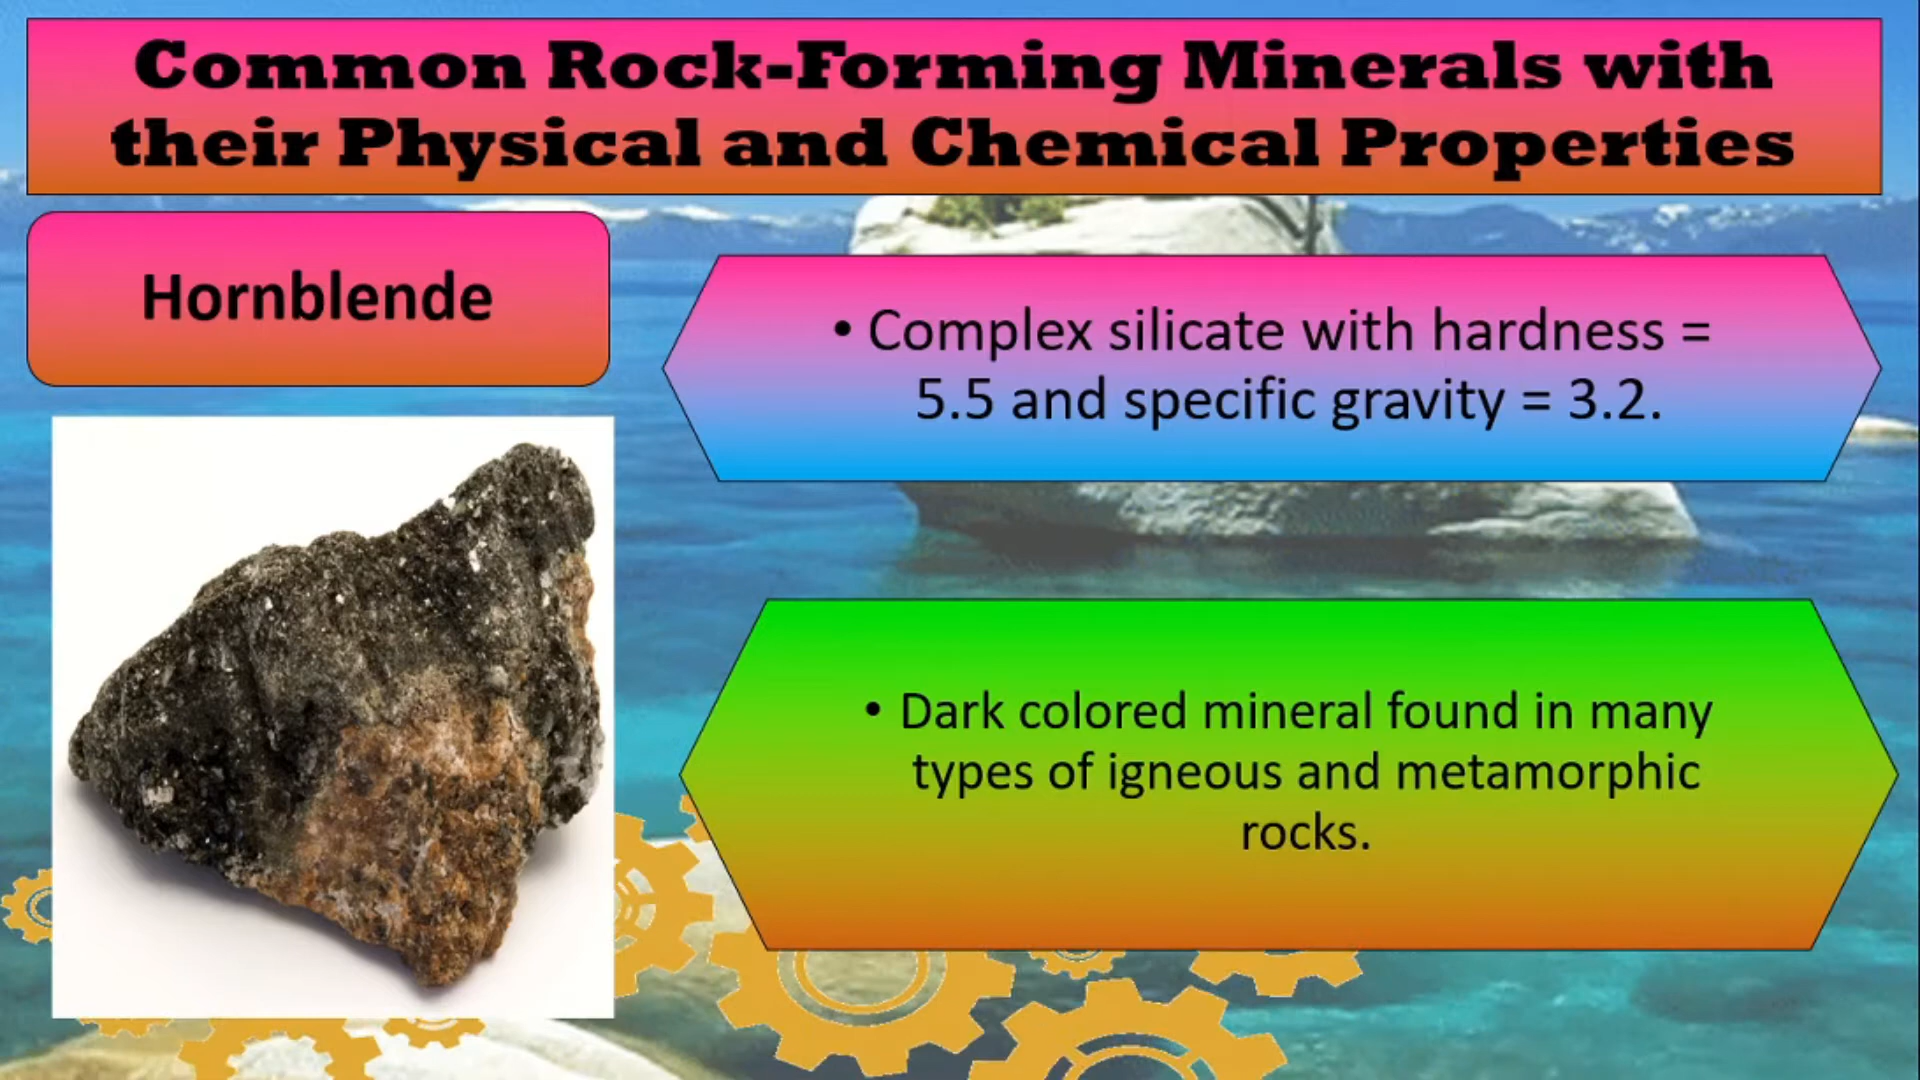 Common Rock-Forming Minerals with
their Physical and Chemical Properties
Hornblende
• Complex silicate with hardness =
5.5 and specific gravity = 3.2.
• Dark colored mineral found in many
types of igneous and metamorphic
rocks.